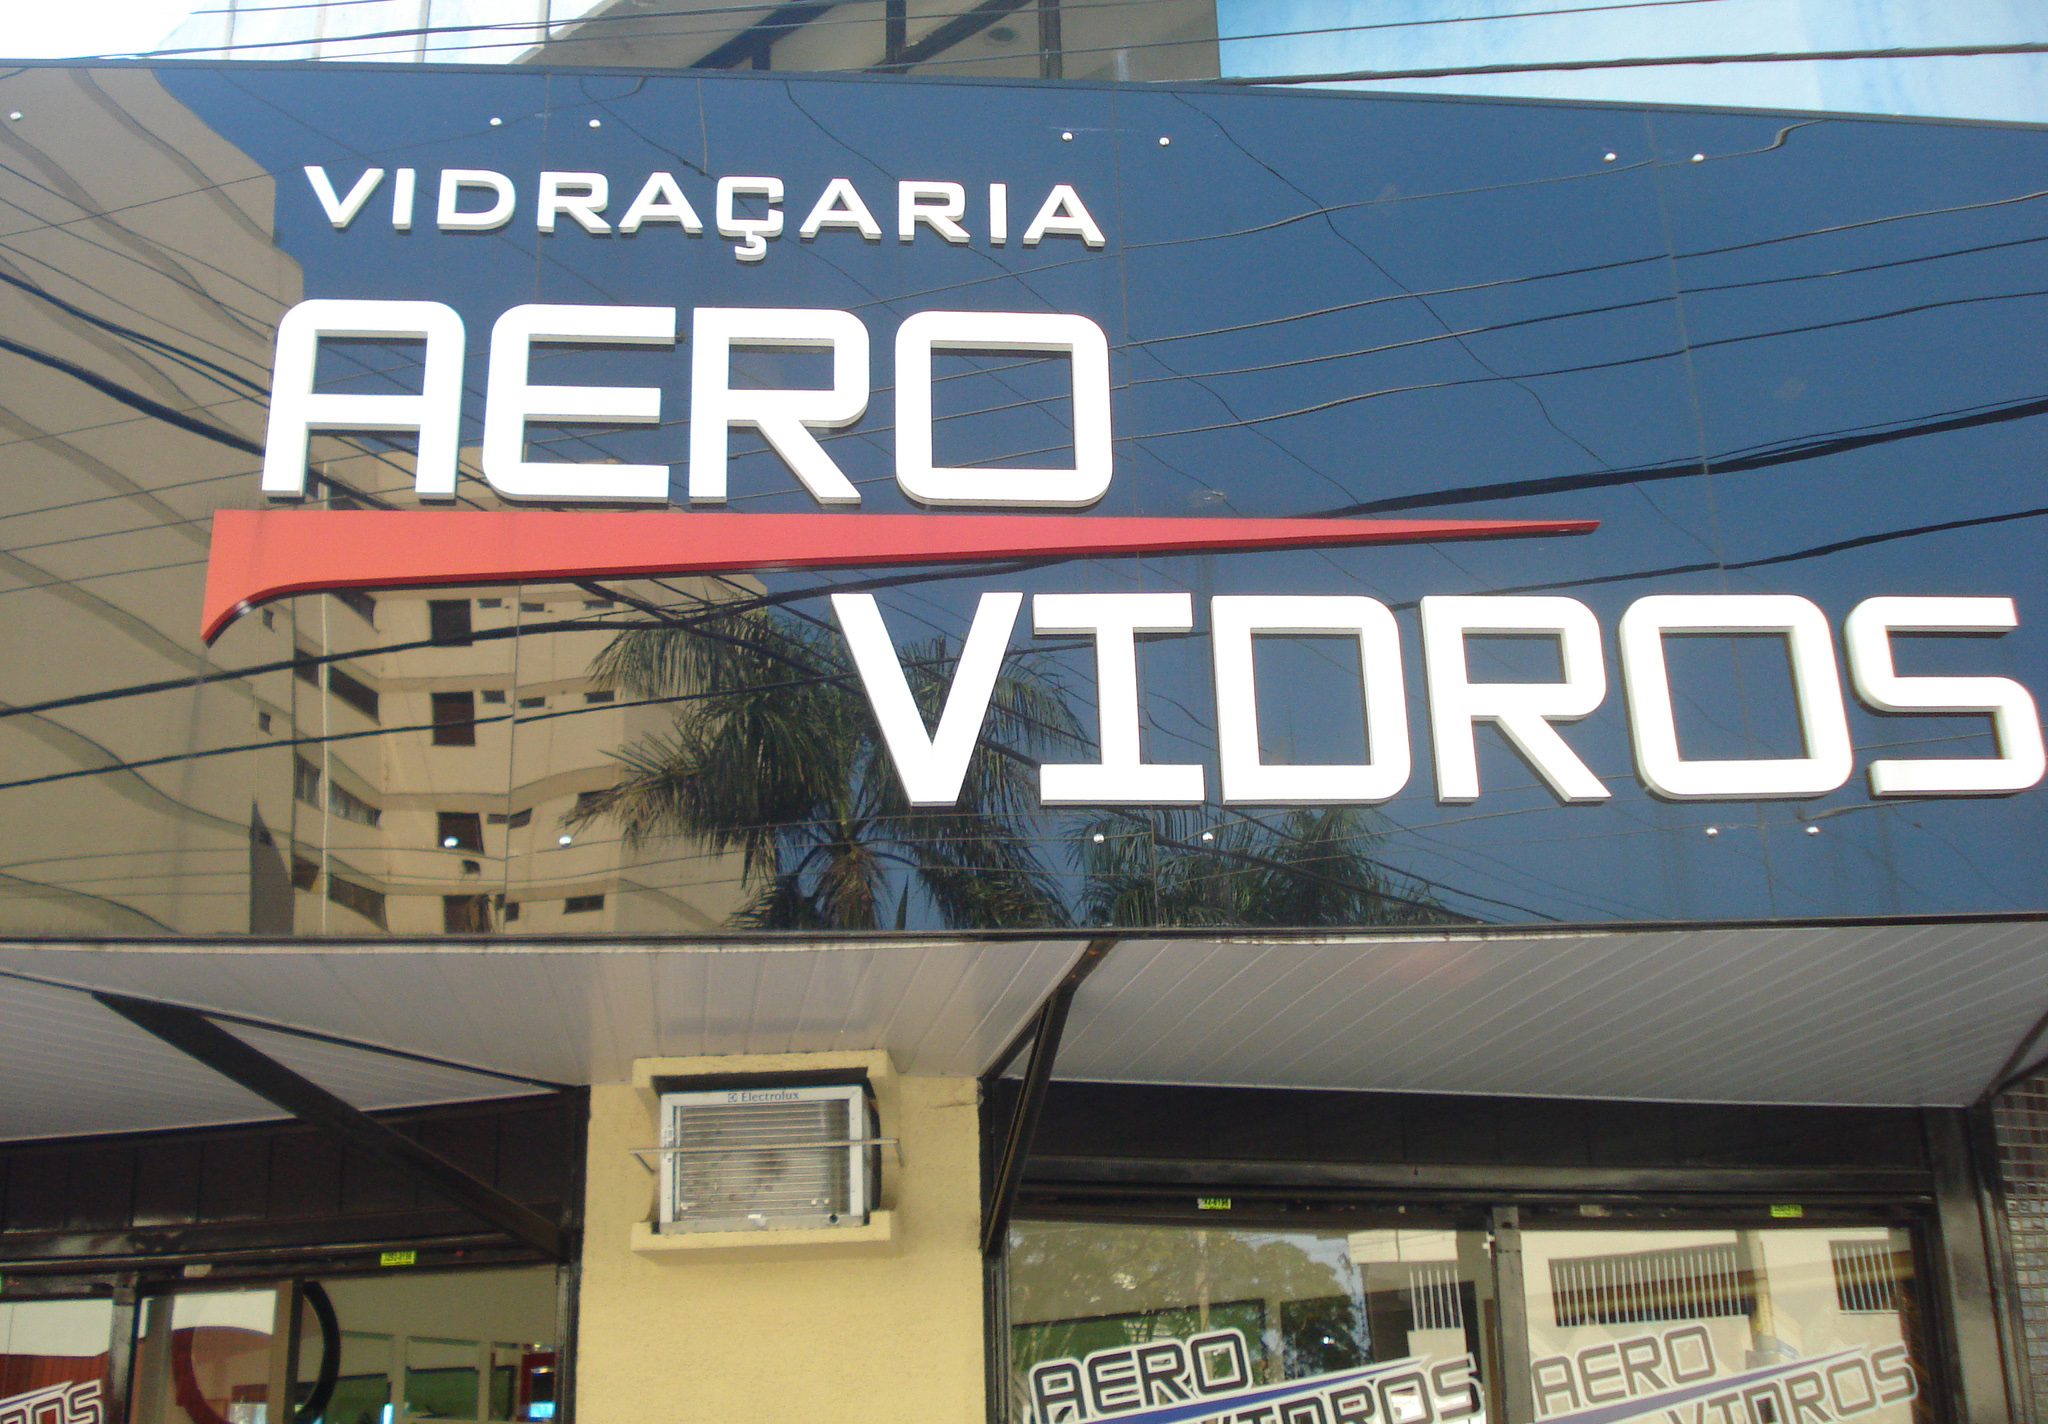 VIDRAÇARIA
AERO
VIDROS
Electrolux
AERO
VIDROS
AERO
VIDROS